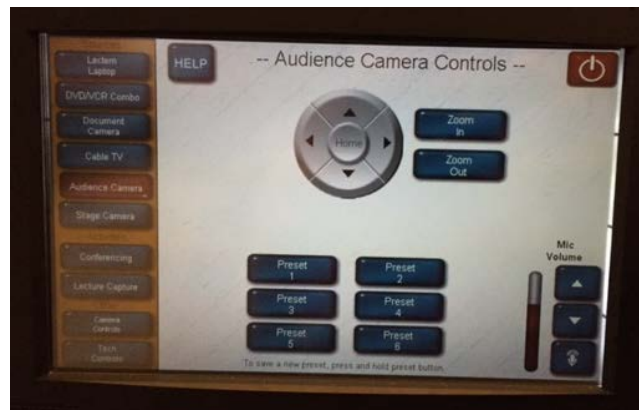 Sources
Lectern
Laptop
DVD/VCR Combo
Document
Camera
Cable TV
Audience Camera
Stage Camera
Conferencing
Lecture Capture
Camera
Controls
Tech
Controls
HELP
-- Audience Camera Controls --
Home
Zoom
In
Zoom
Out
Preset
1
Preset
2
Preset
3
Preset
4
Preset
5
Preset
6
To save a new preset, press and hold preset button.
Mic
Volume